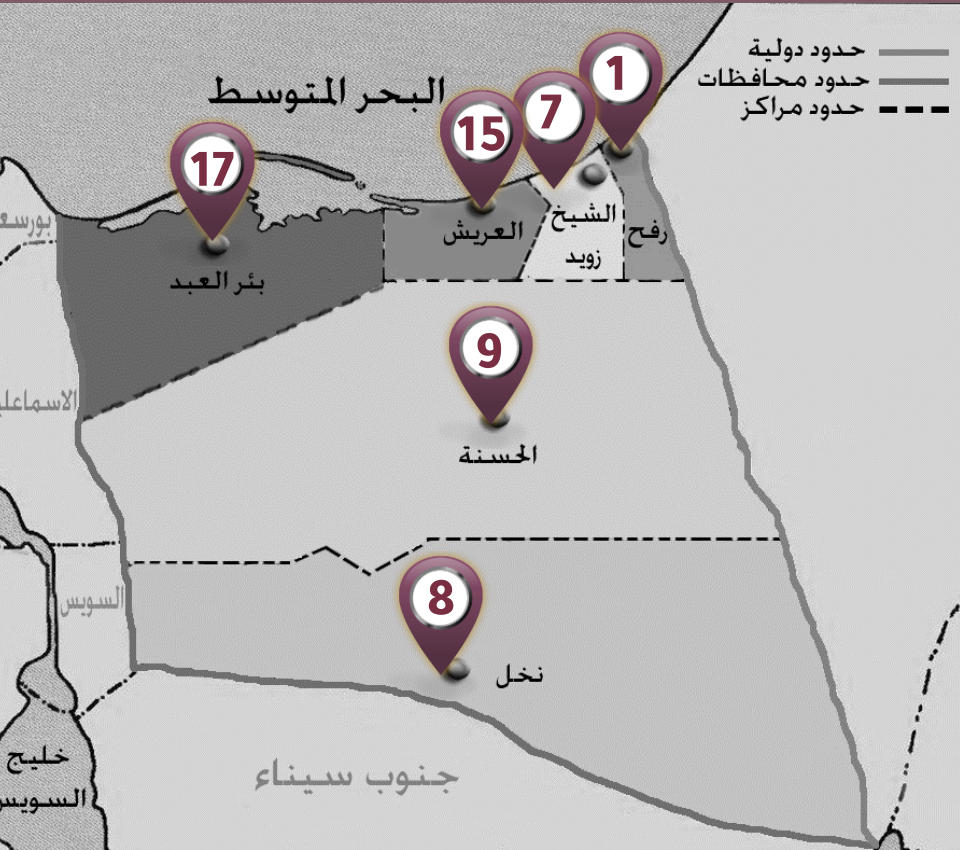 حدود دولية
حدود محافظات
حدود مراكز
البحر المتوسط
1
7
15
17
الشيخ
زويد
رفح
العريش
بئر العبد
بورسع
9
الحسنة
الاسماعلي
8
نخل
السويس
جنوب سيناء
خليج
السويس